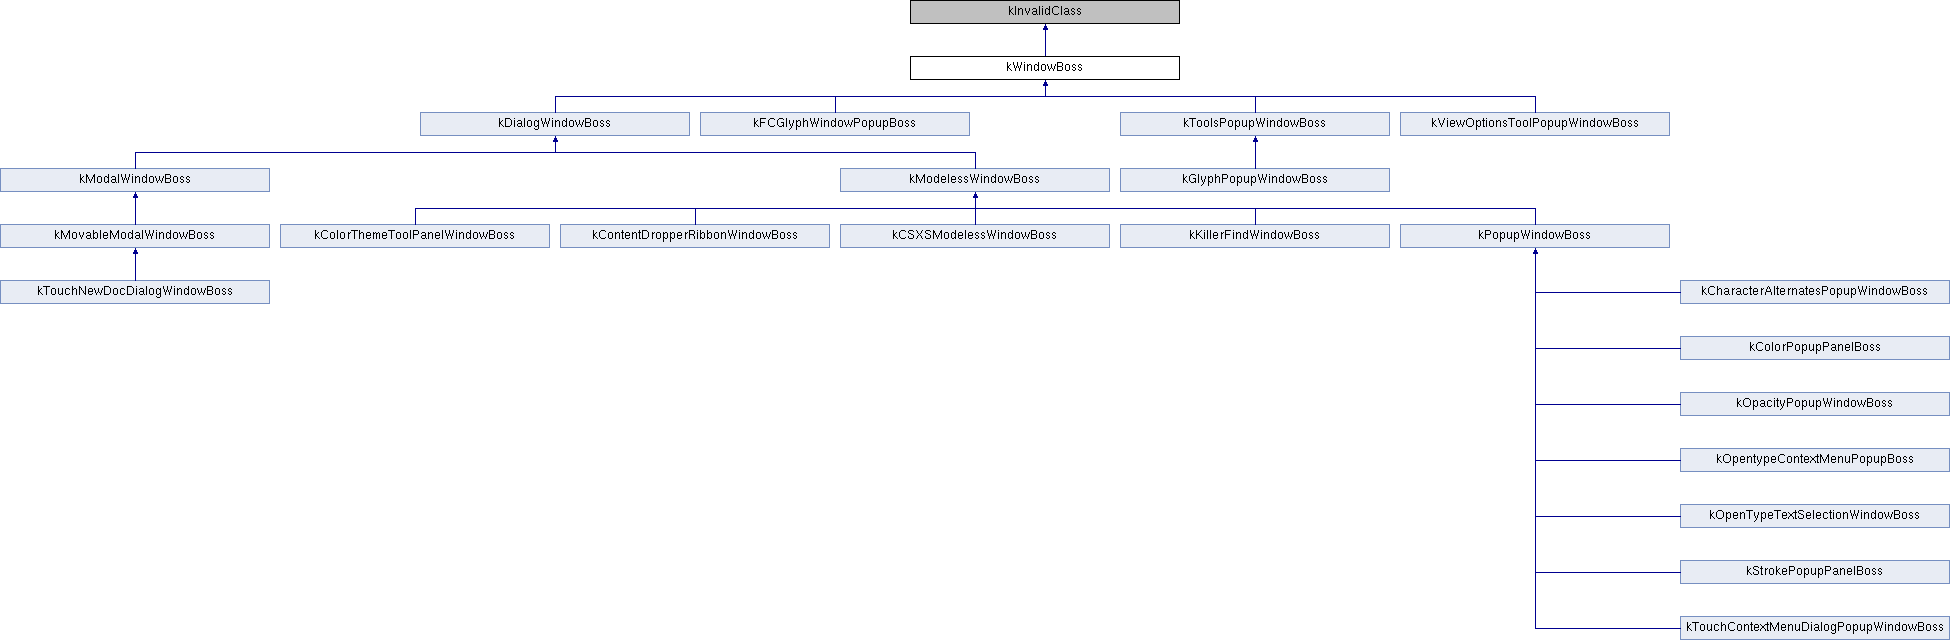 kInvalidClass
kWindowBoss
kDialogWindowBoss
kFCGlyphWindowPopupBoss
kToolsPopupWindowBoss
kViewOptionsToolPopupWindowBoss
kModalWindowBoss
kModelessWindowBoss
kGlyphPopupWindowBoss
kMovableModalWindowBoss
kColorThemeToolPanelWindowBoss
kContentDropperRibbonWindowBoss
kCSXSModelessWindowBoss
kKillerFindWindowBoss
kPopupWindowBoss
kTouchNewDocDialogWindowBoss
kCharacterAlternatesPopupWindowBoss
kColorPopupPanelBoss
kOpacityPopupWindowBoss
kOpentypeContextMenuPopupBoss
kOpenTypeTextSelectionWindowBoss
kStrokePopupPanelBoss
kTouchContextMenuDialogPopupWindowBoss